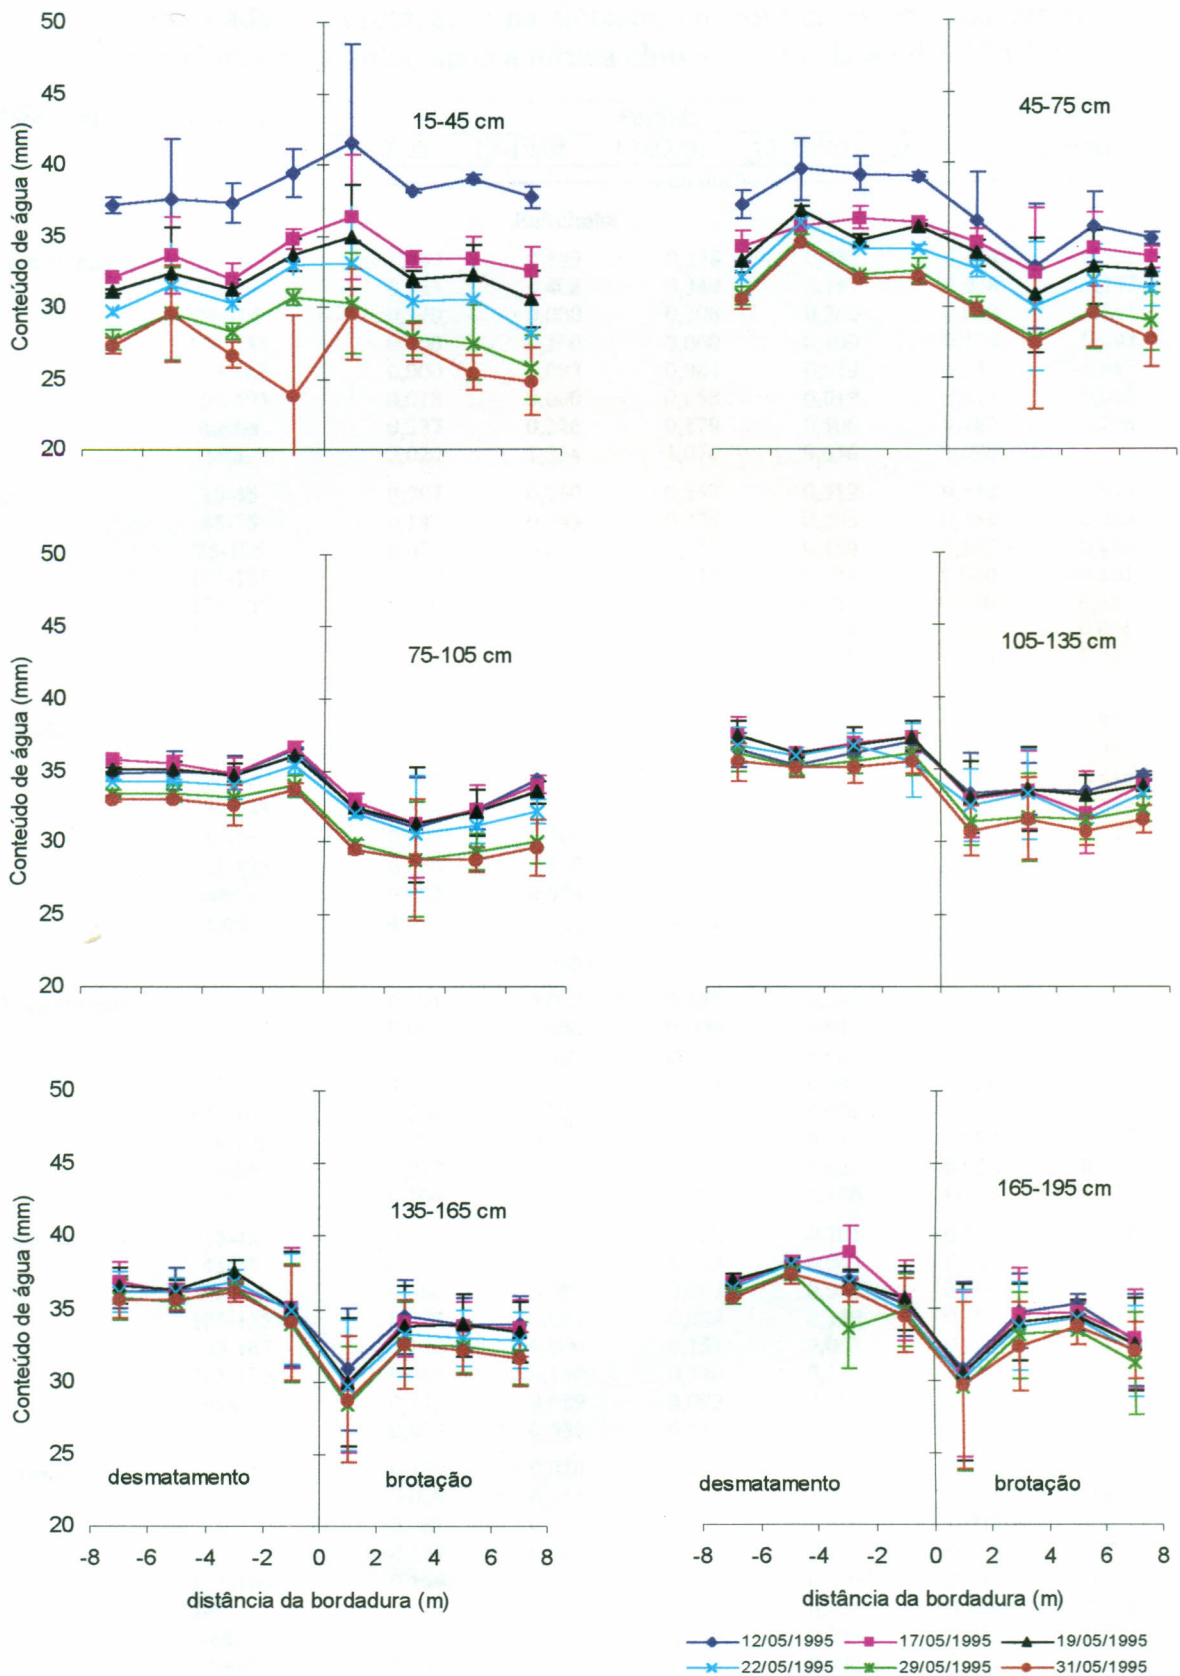 50
45
40
35
30
25
20
Conteúdo de água (mm)
15-45 cm
45-75 cm
50
45
40
35
30
25
20
Conteúdo de água (mm)
75-105 cm
105-135 cm
50
45
40
35
30
25
20
Conteúdo de água (mm)
135-165 cm
165-195 cm
desmatamento
brotação
desmatamento
brotação
-8 -6 -4 -2 0 2 4 6 8
-8 -6 -4 -2 0 2 4 6 8
distância da bordadura (m)
distância da bordadura (m)
12/05/1995 17/05/1995 19/05/1995
22/05/1995 29/05/1995 31/05/1995